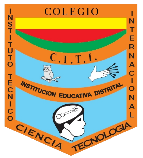 COLEGIO
INSTITUTO TECNICO
INTERNACIONAL
C.I.T.I.
INSTITUCION EDUCATIVA DISTRITAL
CIENCIA
TECNOLOGIA